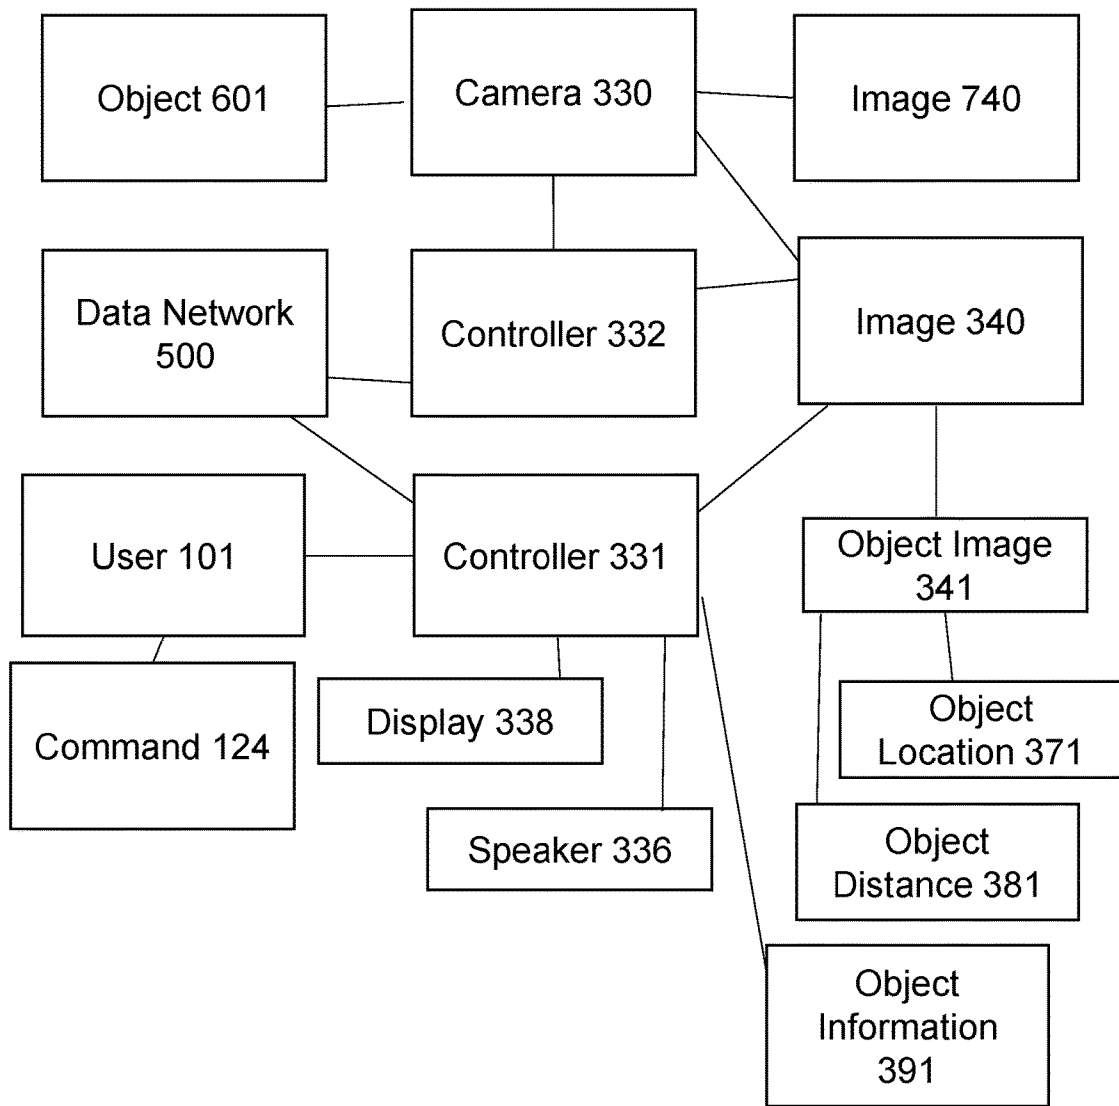 Object 601
Camera 330
Image 740
Data Network
500
Controller 332
Image 340
User 101
Controller 331
Object Image
341
Command 124
Display 338
Object
Location 371
Speaker 336
Object
Distance 381
Object
Information
391